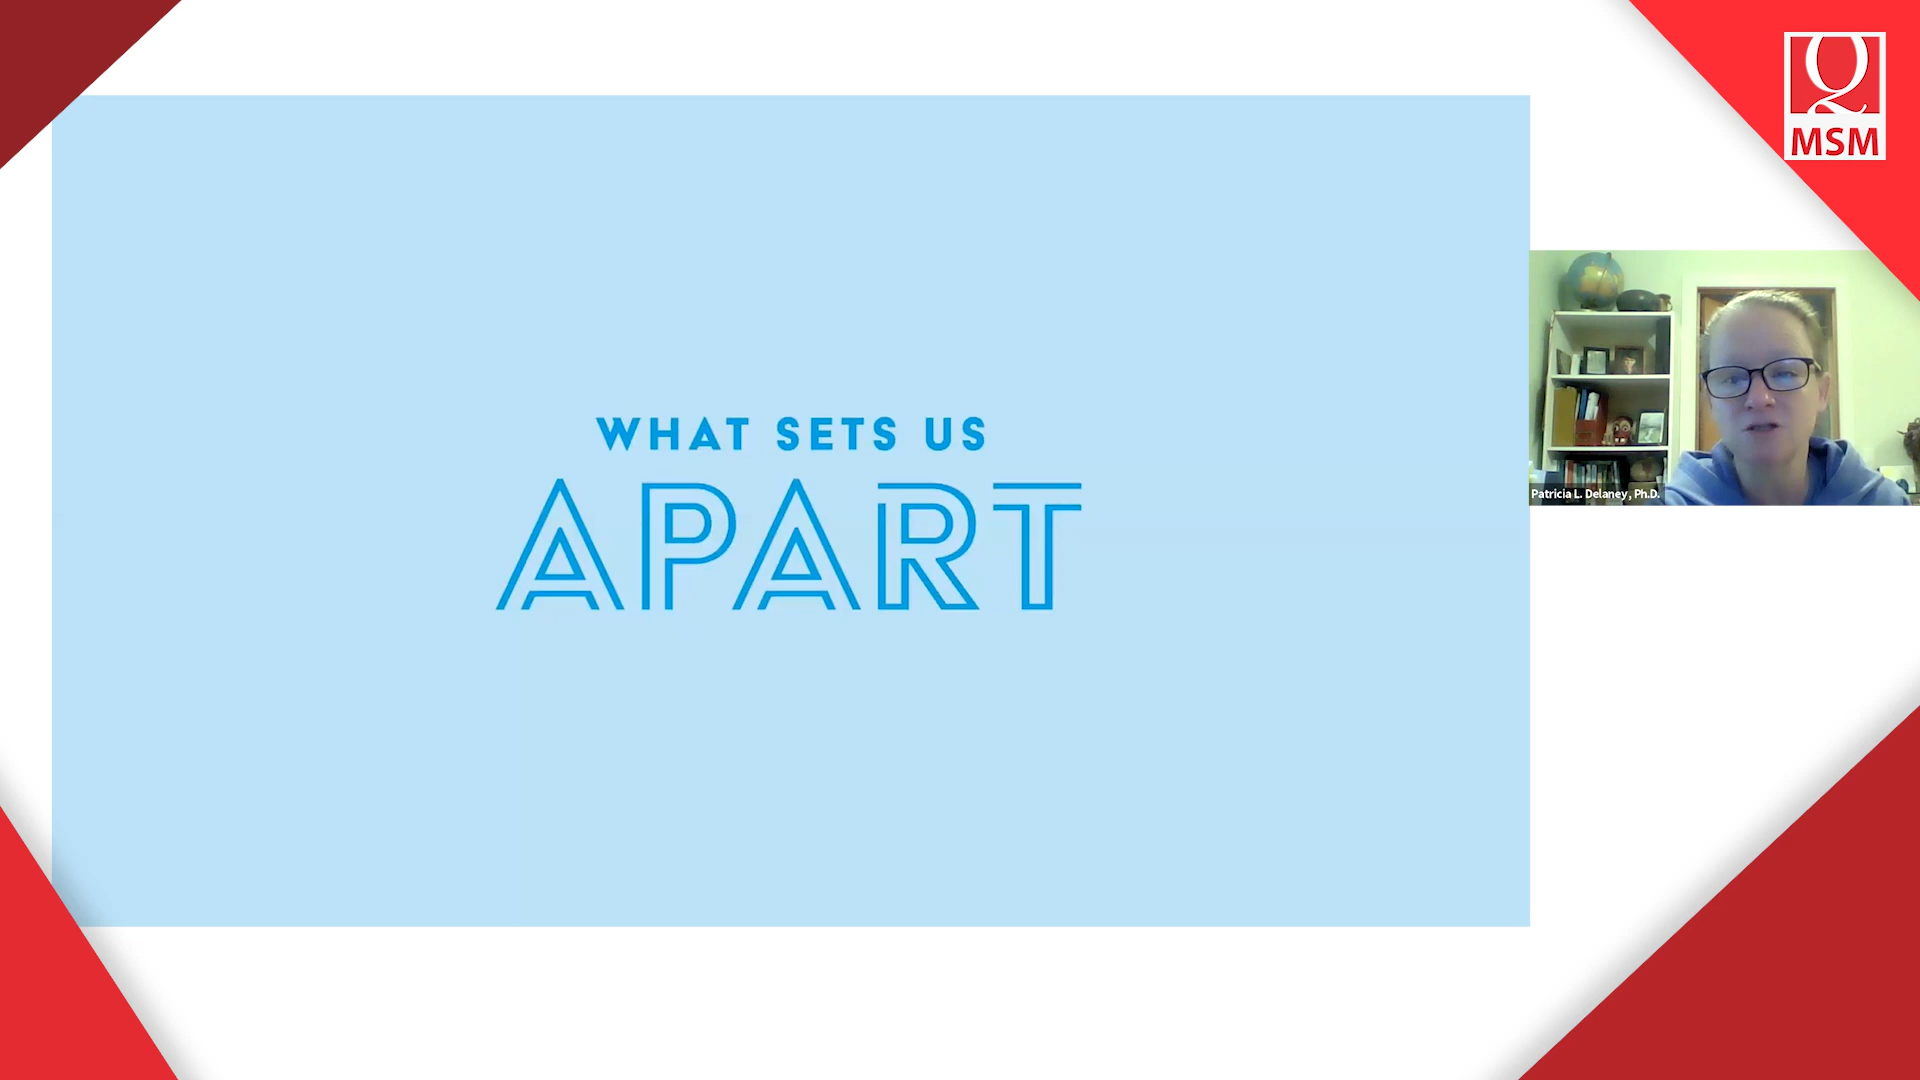 WHAT SETS US
APART
Q
MSM
Patricia L. Delaney, Ph.D.